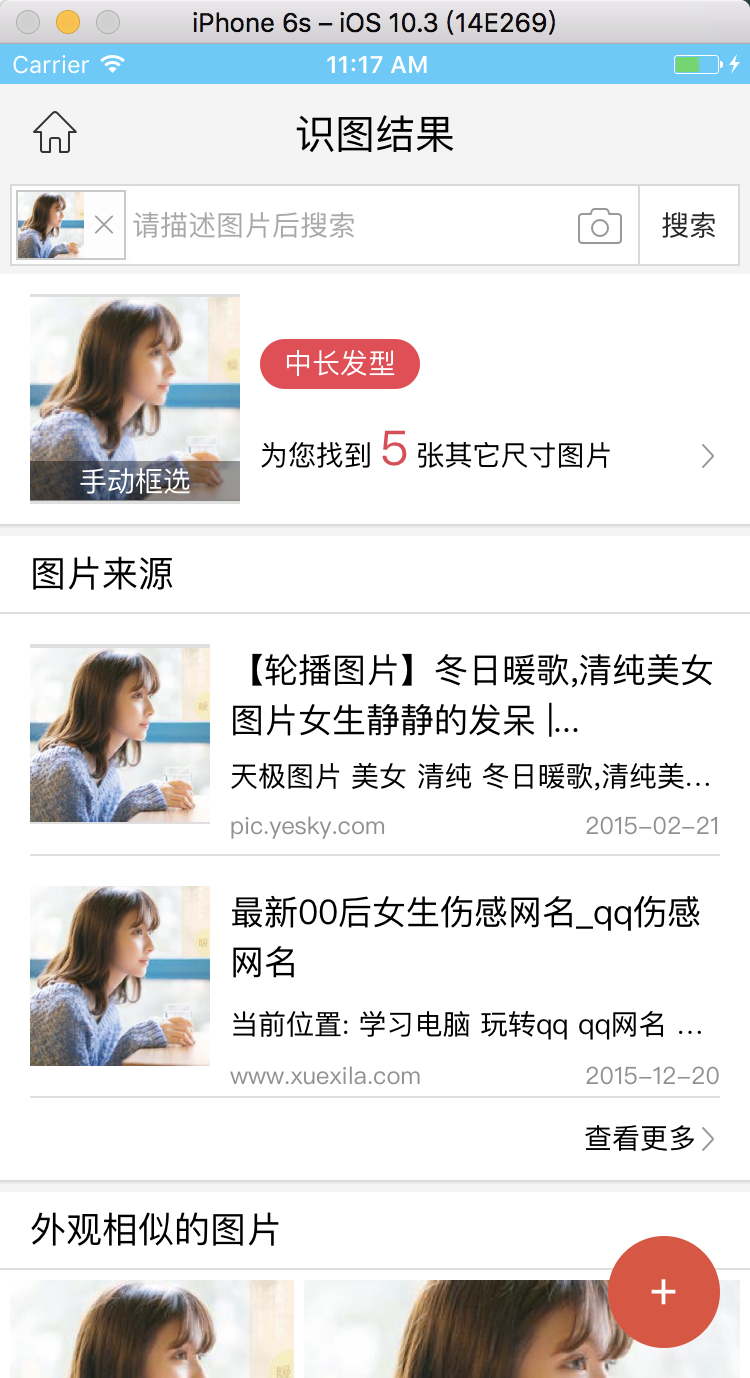 iPhone 6s – iOS 10.3 (14E269)
Carrier 11:17 AM
识图结果
请描述图片后搜索 搜索
中长发型
为您找到 5 张其它尺寸图片
手动框选
图片来源
【轮播图片】冬日暖歌,清纯美女
图片女生静静的发呆 |...
天极图片 美女 清纯 冬日暖歌,清纯美...
pic.yesky.com 2015-02-21
最新00后女生伤感网名_qq伤感
网名
当前位置: 学习电脑 玩转qq qq网名 ...
www.xuexila.com 2015-12-20
查看更多
外观相似的图片
+